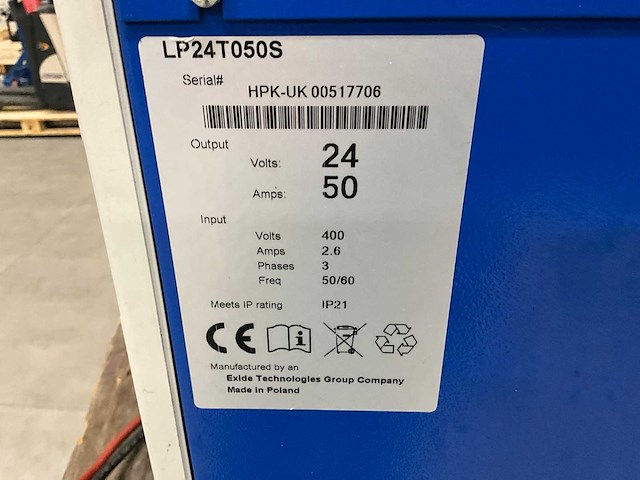 LP24T050S
Serial#
HPK-UK 00517706
Output
Volts: 24
Amps: 50
Input
Volts 400
Amps 2.6
Phases 3
Freq 50/60
Meets IP rating IP21
CE
Manufactured by an
Exide Technologies Group Company
Made in Poland